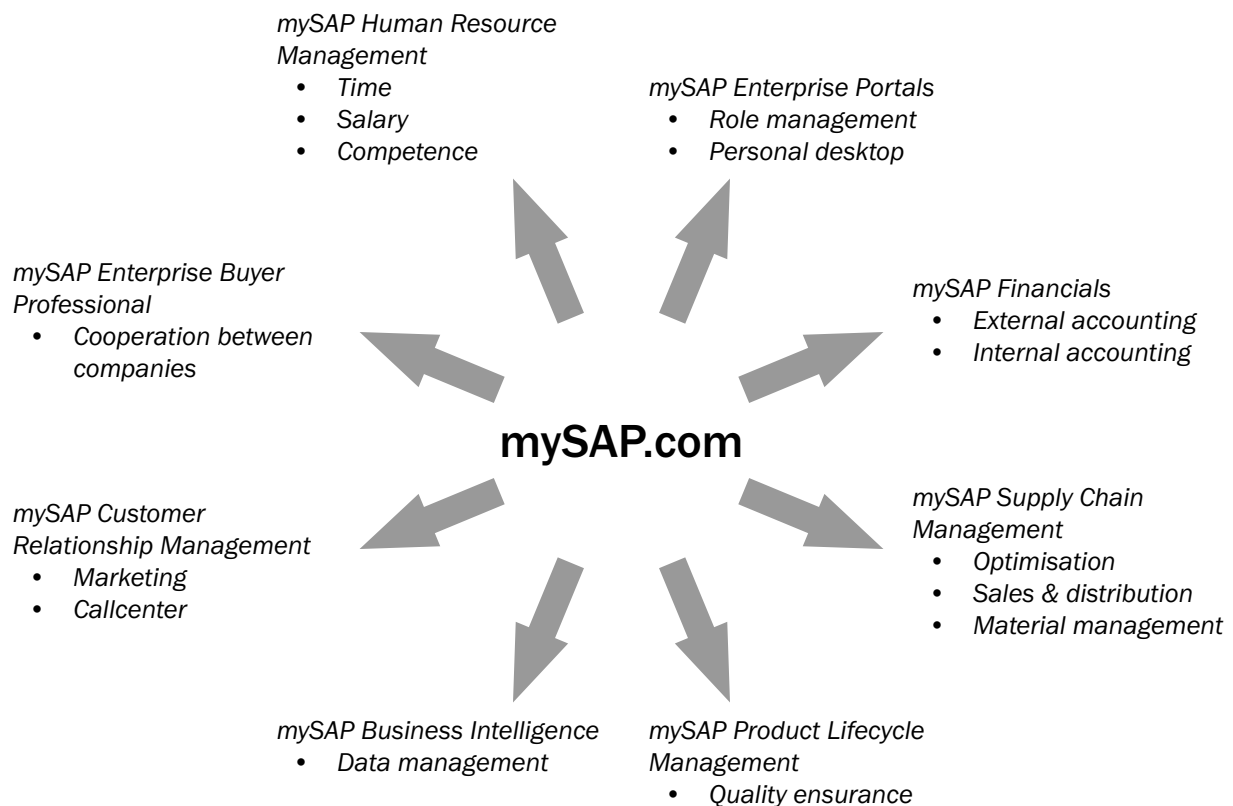 mySAP Human Resource
Management
• Time
• Salary
• Competence
mySAP Enterprise Portals
• Role management
• Personal desktop
mySAP Enterprise Buyer
Professional
• Cooperation between
companies
mySAP Financials
• External accounting
• Internal accounting
mySAP.com
mySAP Customer
Relationship Management
• Marketing
• Callcenter
mySAP Supply Chain
Management
• Optimisation
• Sales & distribution
• Material management
mySAP Business Intelligence
• Data management
mySAP Product Lifecycle
Management
• Quality ensurance